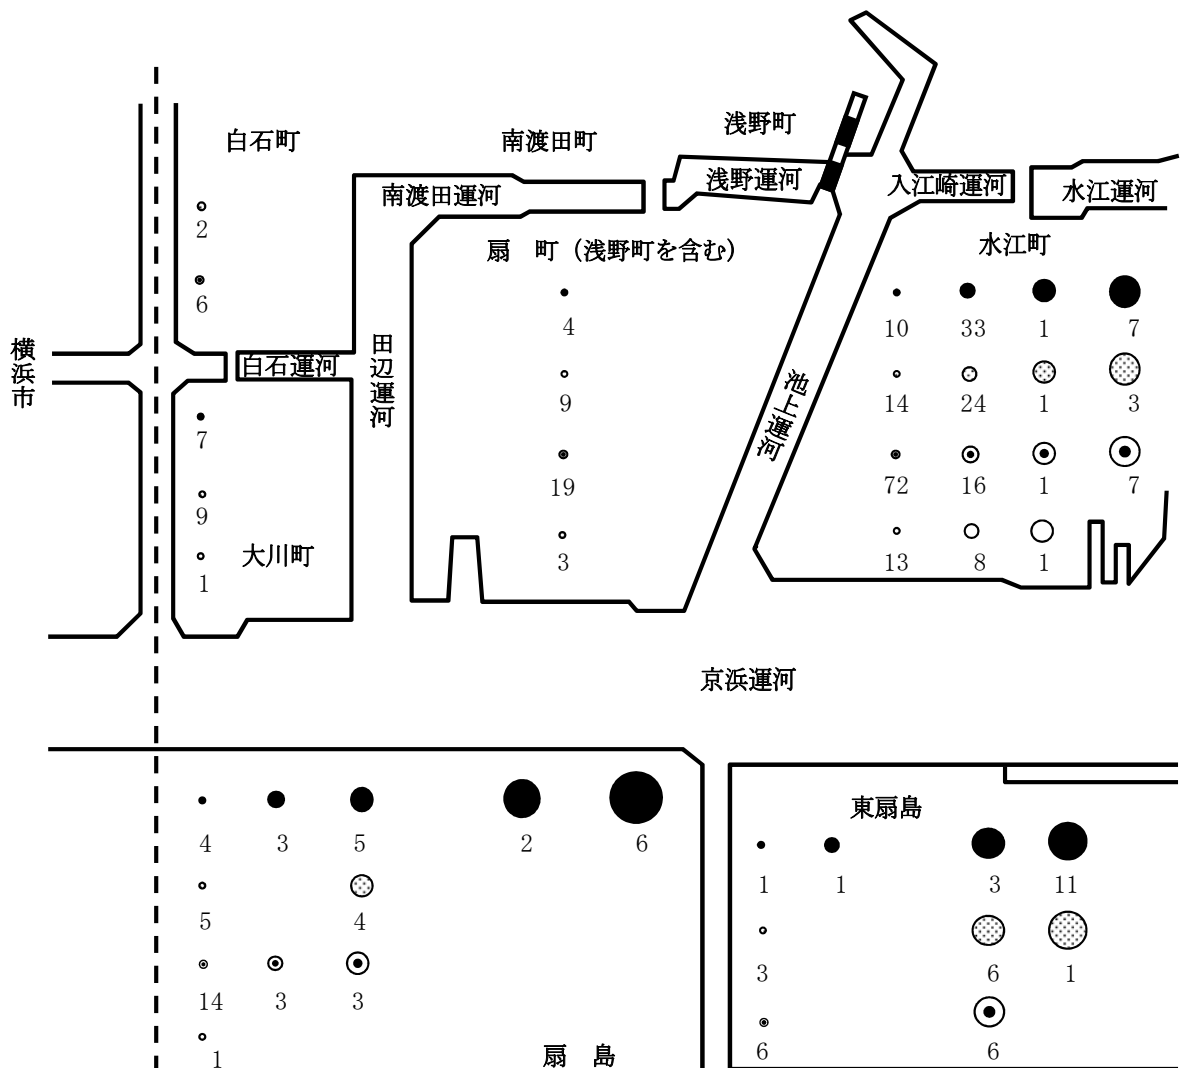 浅野町
白石町
南渡田町
南渡田運河
浅野運河
入江崎運河
水江運河
2
扇 町（浅野町を含む）
水江町
6
4
10
33
1
7
横浜市
白石運河
田辺運河
池上運河
9
14
24
1
3
7
19
72
16
1
7
9
大川町
3
13
8
1
1
京浜運河
東扇島
4
3
5
2
6
1
1
3
11
5
4
3
6
1
14
3
3
6
6
1
扇 島